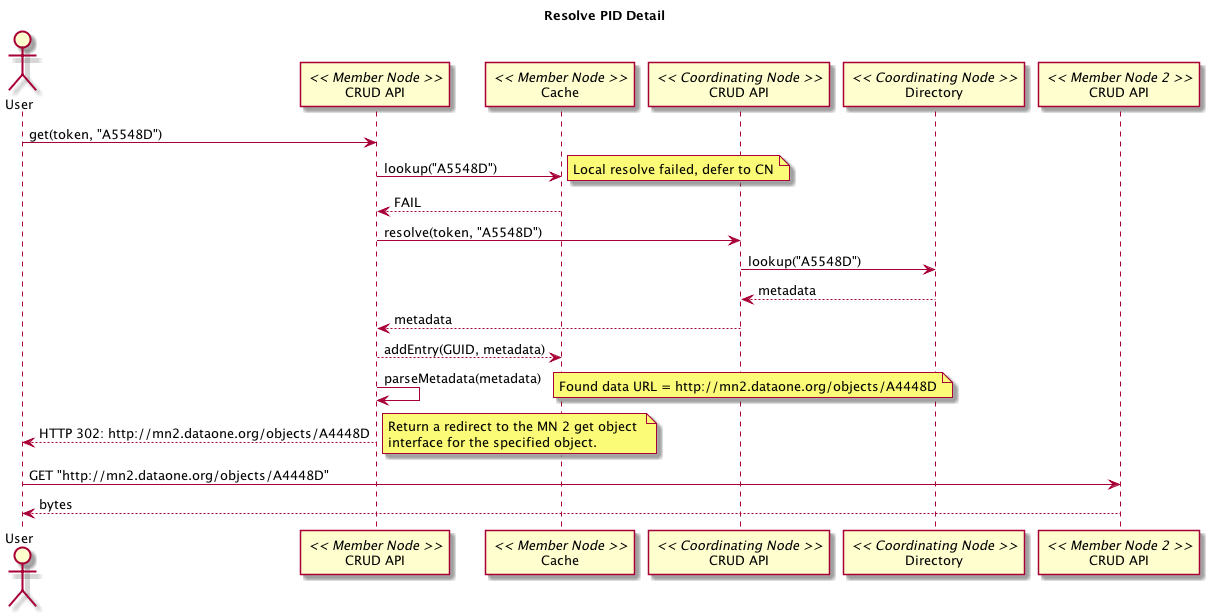 Resolve PID Detail
User
<< Member Node >>
CRUD API
<< Member Node >>
Cache
<< Coordinating Node >>
CRUD API
<< Coordinating Node >>
Directory
<< Member Node 2 >>
CRUD API
get(token, "A5548D")
lookup("A5548D")
Local resolve failed, defer to CN
FAIL
resolve(token, "A5548D")
lookup("A5548D")
metadata
metadata
addEntry(GUID, metadata)
parseMetadata(metadata)
Found data URL = http://mn2.dataone.org/objects/A4448D
HTTP 302: http://mn2.dataone.org/objects/A4448D
Return a redirect to the MN 2 get object
interface for the specified object.
GET "http://mn2.dataone.org/objects/A4448D"
bytes
User
<< Member Node >>
CRUD API
<< Member Node >>
Cache
<< Coordinating Node >>
CRUD API
<< Coordinating Node >>
Directory
<< Member Node 2 >>
CRUD API